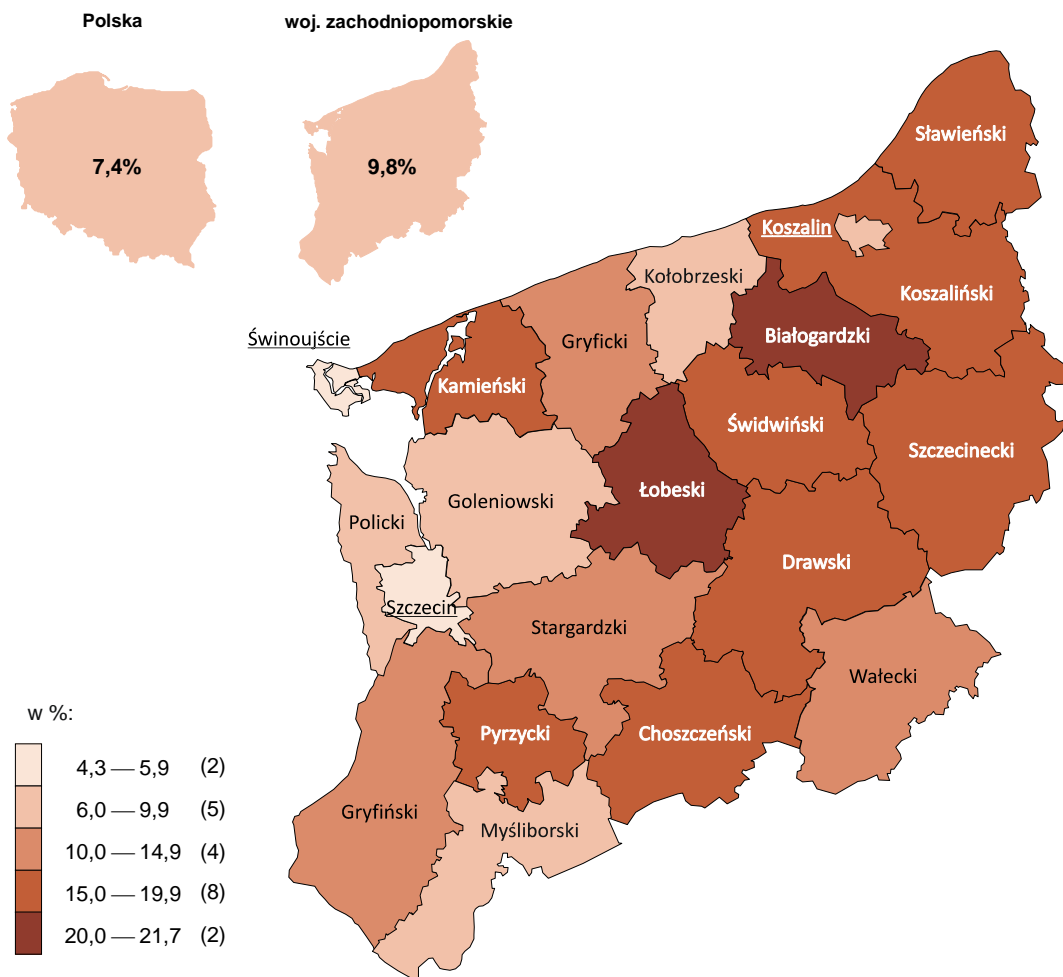 Polska
woj. zachodniopomorskie
7,4%
9,8%
Sławieński
Koszalin
Kołobrzeski
Koszaliński
Świnoujście
Gryficki
Białogardzki
Kamieński
Świdwiński
Szczecinecki
Łobeski
Goleniowski
Policki
Drawski
Szczecin
Stargardzki
Wałecki
w %:
Pyrzycki
Choszczeński
4,3 — 5,9 (2)
6,0 — 9,9 (5)
Gryfiński
Myśliborski
10,0 — 14,9 (4)
15,0 — 19,9 (8)
20,0 — 21,7 (2)